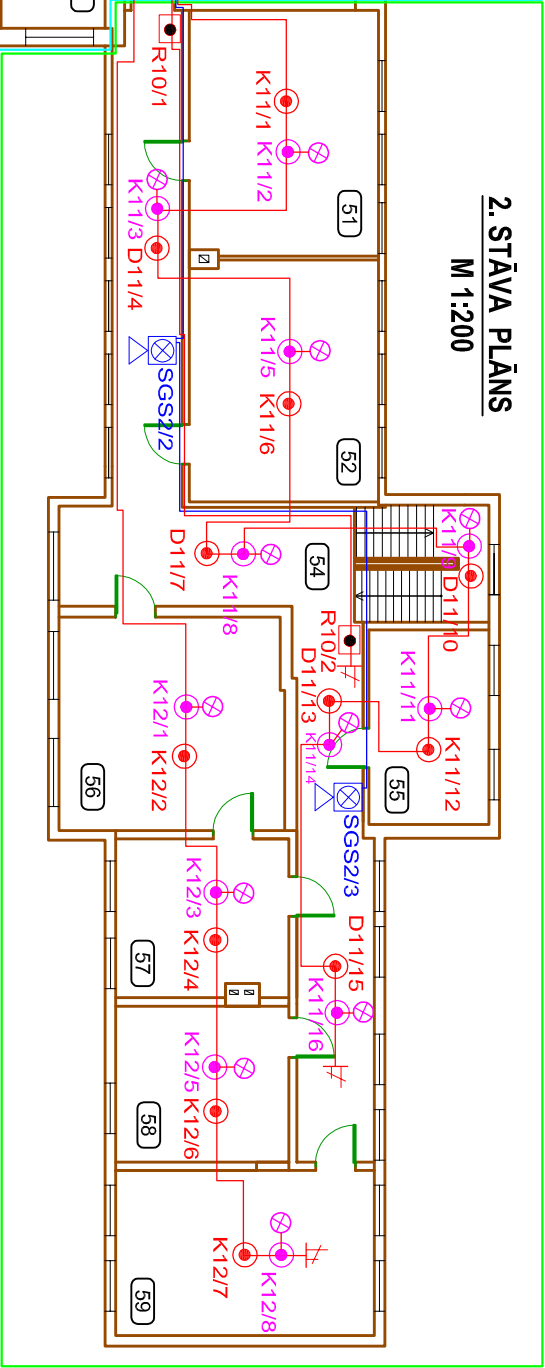 2. STĀVA PLĀNS
M 1:200
R10/1
K11/1
K11/2
51
K11/3
D11/4
SGS2/2
K11/5
K11/6
52
D11/7
K11/8
54
K11/9
D11/10
R10/2
D11/13
K11/14
K11/11
K11/12
55
SGS2/3
K12/1
K12/2
56
K12/3
K12/4
57
D11/15
K11/16
K12/5
K12/6
58
K12/7
K12/8
59